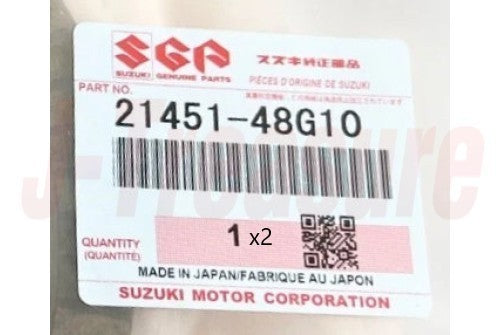 SGP
SUZUKI GENUINE PARTS
スズキ純正部品
PIÈCES D'ORIGINE DE SUZUKI
PART NO.
21451-48G10
J-Treasure
QUANTITY
(QUANTITÉ)
1 x2
MADE IN JAPAN/FABRIQUE AU JAPON
SUZUKI MOTOR CORPORATION